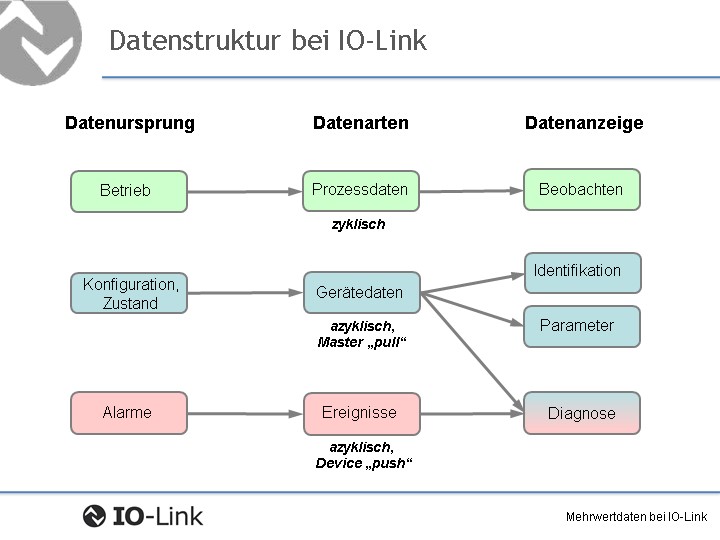 Datenstruktur bei IO-Link
Datenursprung
Datenarten
Datenanzeige
Betrieb
Prozessdaten
Beobachten
zyklisch
Konfiguration,
Zustand
Gerätedaten
Identifikation
Parameter
azyklisch,
Master „pull“
Alarme
Ereignisse
Diagnose
azyklisch,
Device „push“
IO-Link
Mehrwertdaten bei IO-Link